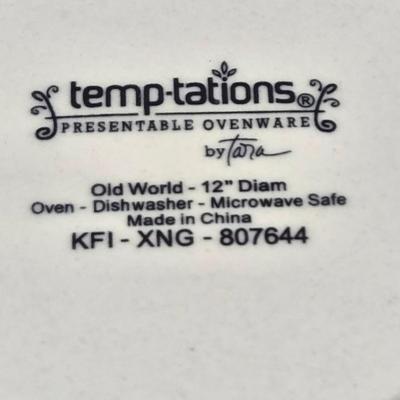 temp-tations®
PRESENTABLE OVENWARE
by Tara
Old World - 12" Diam
Oven - Dishwasher - Microwave Safe
Made in China
KFI - XNG - 807644